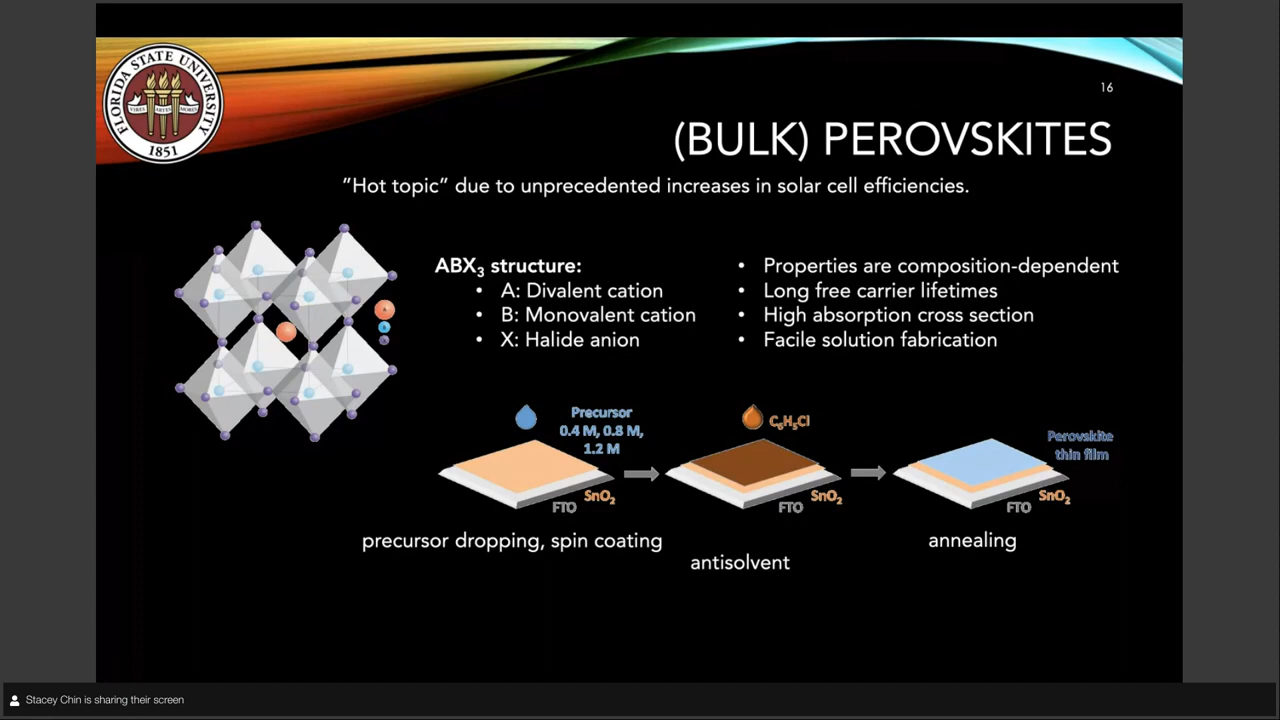 FLORIDA STATE UNIVERSITY
VIRES ARTES MORES
1851
16
(BULK) PEROVSKITES
”Hot topic” due to unprecedented increases in solar cell efficiencies.
ABX3 structure:
• A: Divalent cation
• B: Monovalent cation
• X: Halide anion
• Properties are composition-dependent
• Long free carrier lifetimes
• High absorption cross section
• Facile solution fabrication
Precursor
0.4 M, 0.8 M,
1.2 M
SnO2
FTO
precursor dropping, spin coating
C6H5Cl
SnO2
FTO
antisolvent
Perovskite
thin film
SnO2
FTO
annealing
Stacey Chin is sharing their screen